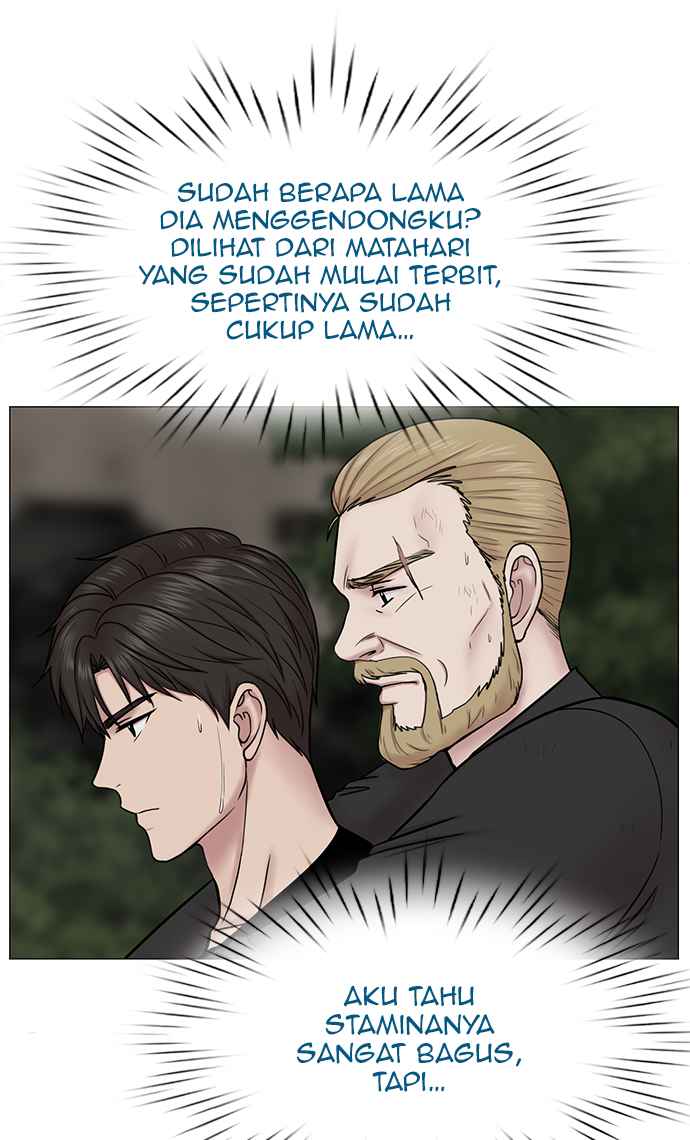 SUDAH BERAPA LAMA
DIA MENGGENDONGKU?
DILIHAT DARI MATAHARI
YANG SUDAH MULAI TERBIT,
SEPERTINYA SUDAH
CUKUP LAMA...
AKU TAHU
STAMINANYA
SANGAT BAGUS,
TAPI...